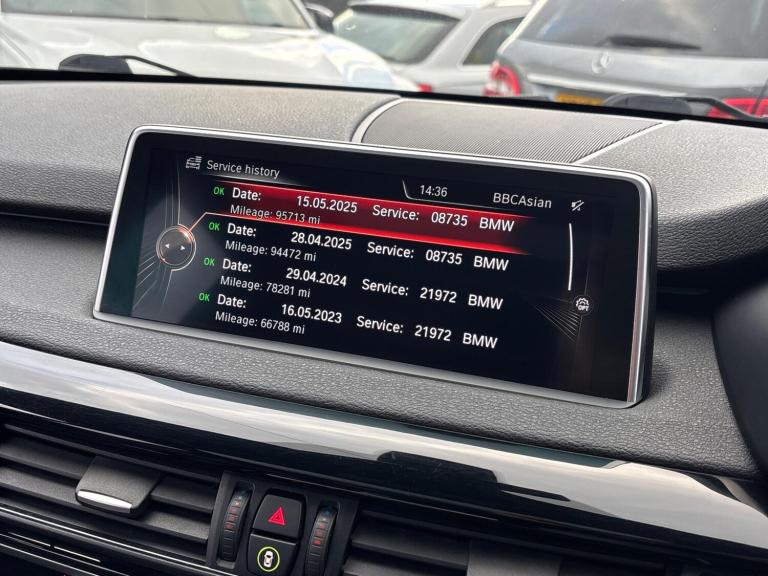 Service history
14:36
BBCAsian
OK Date: 15.05.2025 Service: 08735 BMW
Mileage: 95713 mi
OK Date: 28.04.2025 Service: 08735 BMW
Mileage: 94472 mi
OK Date: 29.04.2024 Service: 21972 BMW
Mileage: 78281 mi
OK Date: 16.05.2023 Service: 21972 BMW
Mileage: 66788 mi
OPT